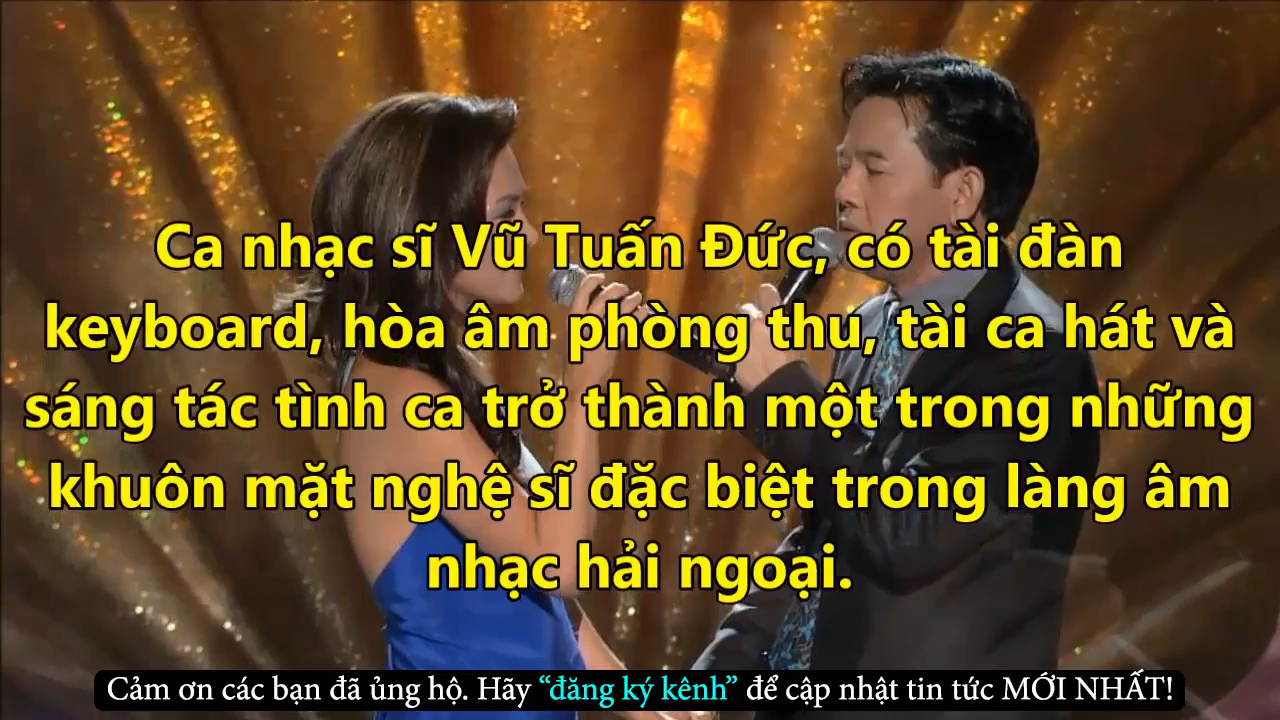 Ca nhạc sĩ Vũ Tuấn Đức, có tài đàn
keyboard, hòa âm phòng thu, tài ca hát và
sáng tác tình ca trở thành một trong những
khuôn mặt nghệ sĩ đặc biệt trong làng âm
nhạc hải ngoại.
Cảm ơn các bạn đã ủng hộ. Hãy “đăng ký kênh” để cập nhật tin tức MỚI NHẤT!